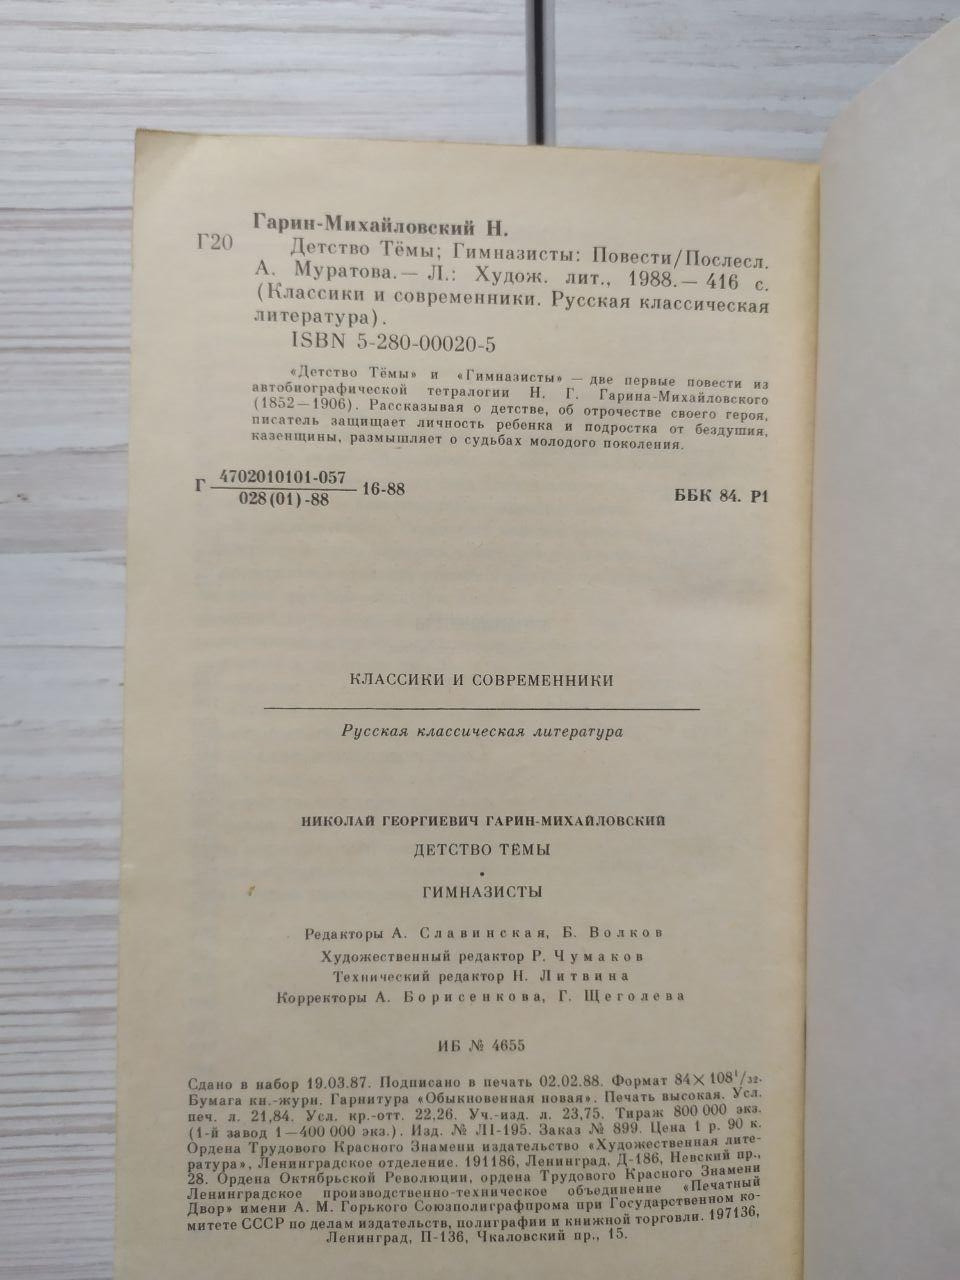 Гарин-Михайловский Н.
Г20 Детство Тёмы; Гимназисты: Повести/Послесл.
А. Муратова.— Л.: Худож. лит., 1988.— 416 с.
(Классики и современники. Русская классическая
литература).
ISBN 5-280-00020-5
«Детство Тёмы» и «Гимназисты» — две первые повести из
автобиографической тетралогии Н. Г. Гарина-Михайловского
(1852—1906). Рассказывая о детстве, об отрочестве своего героя,
писатель защищает личность ребенка и подростка от бездушия,
казенщины, размышляет о судьбах молодого поколения.
Г 4702010101-057
028(01)-88
16-88
ББК 84. Р1
КЛАССИКИ И СОВРЕМЕННИКИ
Русская классическая литература
НИКОЛАЙ ГЕОРГИЕВИЧ ГАРИН-МИХАЙЛОВСКИЙ
ДЕТСТВО ТЁМЫ
•
ГИМНАЗИСТЫ
Редакторы А. Славинская, Б. Волков
Художественный редактор Р. Чумаков
Технический редактор Н. Литвина
Корректоры А. Борисенкова, Г. Щеголева
ИБ № 4655
Сдано в набор 19.03.87. Подписано в печать 02.02.88. Формат 84×108¹/₃₂.
Бумага кн.-журн. Гарнитура «Обыкновенная новая». Печать высокая. Усл.
печ. л. 21,84. Усл. кр.-отт. 22,26. Уч.-изд. л. 23,75. Тираж 800 000 экз.
(1-й завод 1—400 000 экз.). Изд. № ЛI-195. Заказ № 899. Цена 1 р. 90 к.
Ордена Трудового Красного Знамени издательство «Художественная лите-
ратура», Ленинградское отделение. 191186, Ленинград, Д-186, Невский пр.,
28. Ордена Октябрьской Революции, ордена Трудового Красного Знамени
Ленинградское производственно-техническое объединение «Печатный
Двор» имени А. М. Горького Союзполиграфпрома при Государственном ко-
митете СССР по делам издательств, полиграфии и книжной торговли. 197136,
Ленинград, П-136, Чкаловский пр., 15.